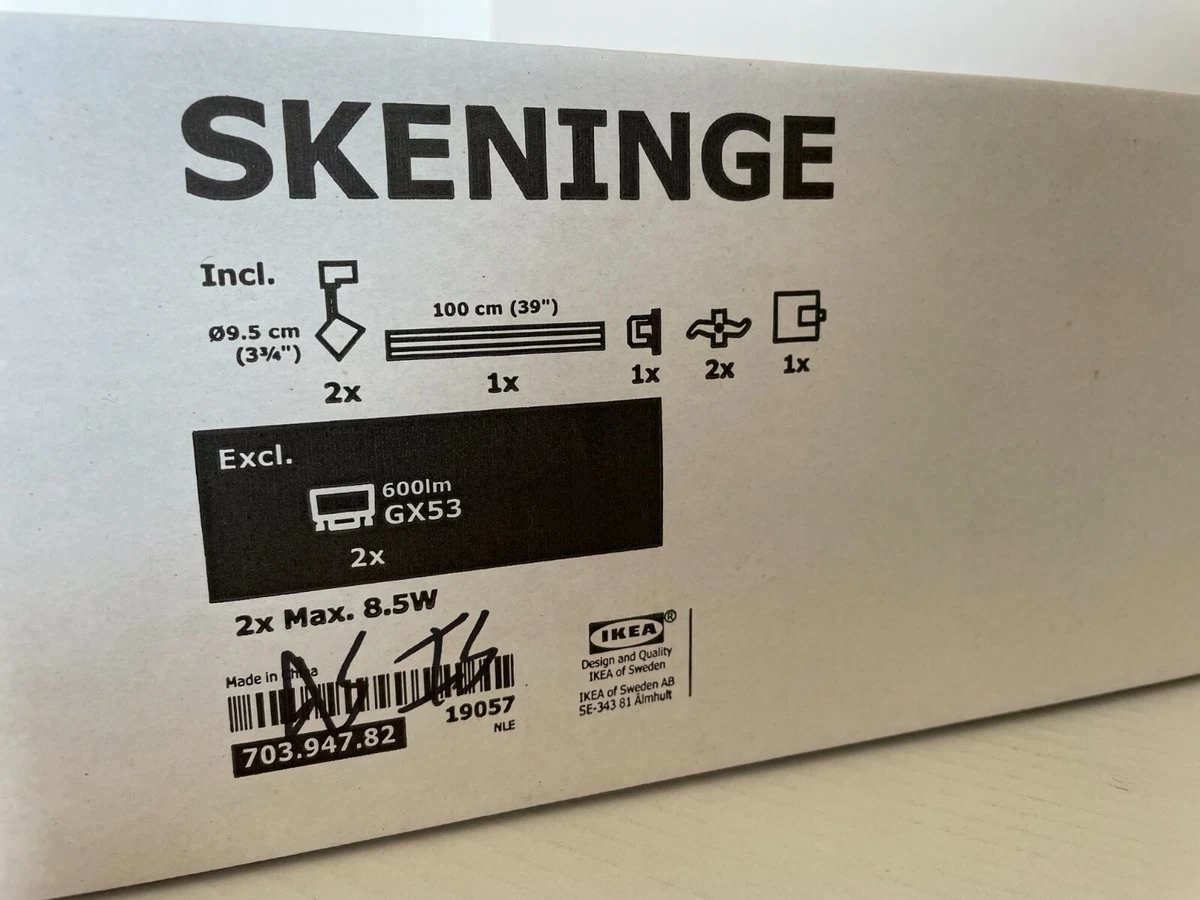 SKENINGE
Incl.
100 cm (39")
Ø9.5 cm
(3¾")
2x
1x
1x
2x
1x
Excl.
600lm
GX53
2x
2x Max. 8.5W
Made in China
19057
NLE
703.947.82
IKEA®
Design and Quality
IKEA of Sweden
IKEA of Sweden AB
SE-343 81 Älmhult